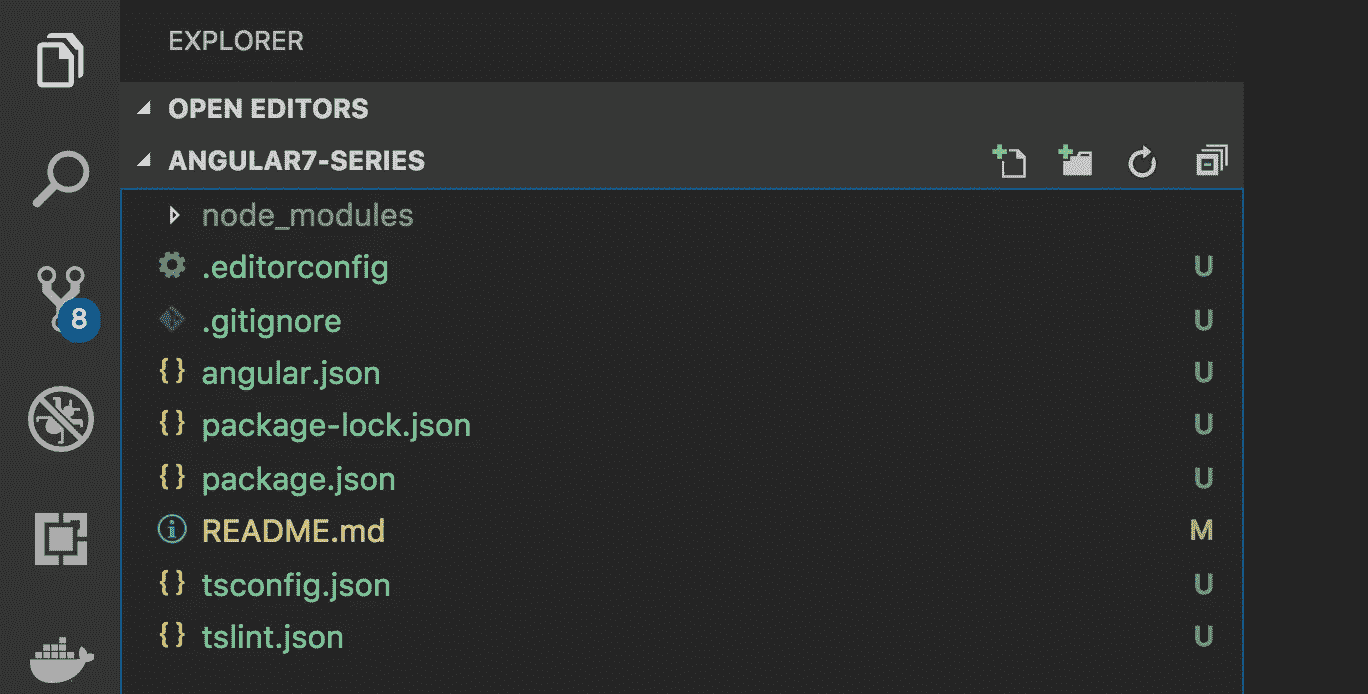 EXPLORER
OPEN EDITORS
ANGULAR7-SERIES
node_modules
.editorconfig U
.gitignore U
8
angular.json U
{} package-lock.json U
{} package.json U
README.md M
{} tsconfig.json U
{} tslint.json U